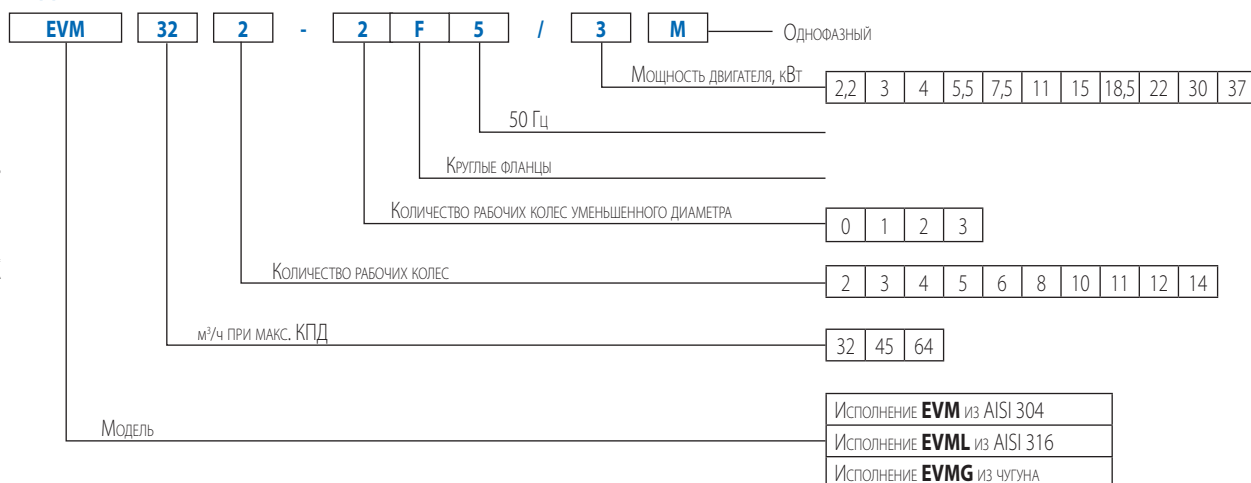 EVM 32 2 - 2 F 5 / 3 M Однофазный
Мощность двигателя, кВт 2,2 3 4 5,5 7,5 11 15 18,5 22 30 37
50 Гц
Круглые фланцы
Количество рабочих колес уменьшенного диаметра 0 1 2 3
Количество рабочих колес 2 3 4 5 6 8 10 11 12 14
м³/ч при макс. КПД 32 45 64
Модель
Исполнение EVM из AISI 304
Исполнение EVML из AISI 316
Исполнение EVMG из чугуна